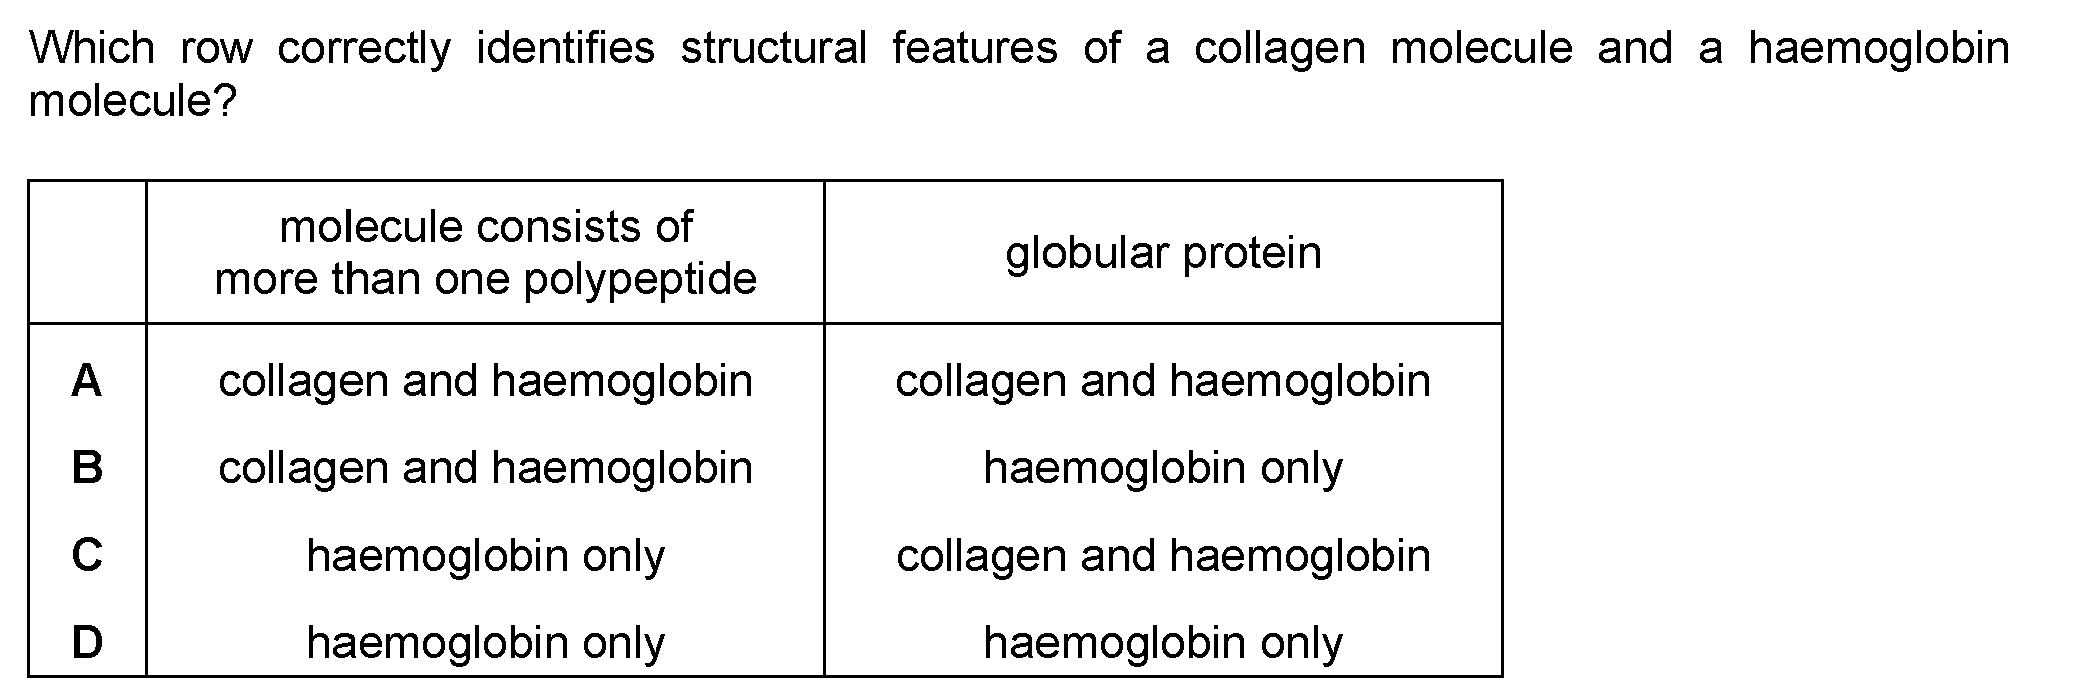 Which row correctly identifies structural features of a collagen molecule and a haemoglobin
molecule?
molecule consists of
more than one polypeptide
globular protein
A collagen and haemoglobin collagen and haemoglobin
B collagen and haemoglobin haemoglobin only
C haemoglobin only collagen and haemoglobin
D haemoglobin only haemoglobin only